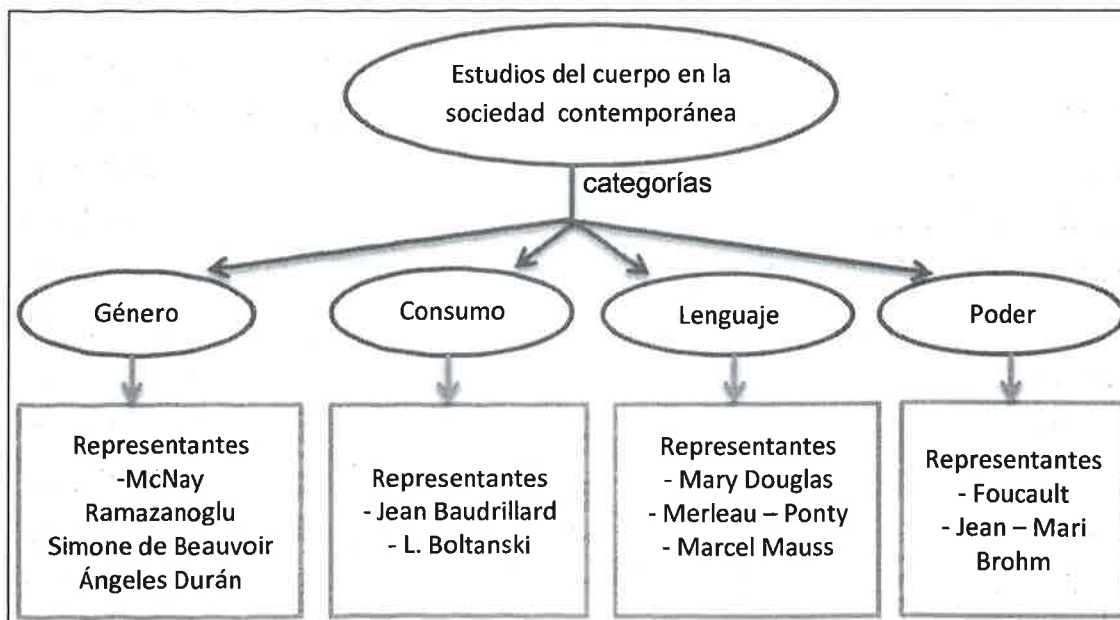 Estudios del cuerpo en la
sociedad contemporánea
categorías
Género
Consumo
Lenguaje
Poder
Representantes
-McNay
Ramazanoglu
Simone de Beauvoir
Ángeles Durán
Representantes
- Jean Baudrillard
- L. Boltanski
Representantes
- Mary Douglas
- Merleau – Ponty
- Marcel Mauss
Representantes
- Foucault
- Jean – Mari
Brohm